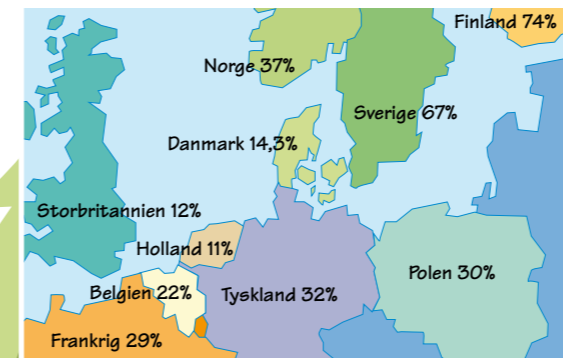 Finland 74%
Norge 37%
Sverige 67%
Danmark 14,3%
Storbritannien 12%
Holland 11%
Polen 30%
Belgien 22%
Tyskland 32%
Frankrig 29%